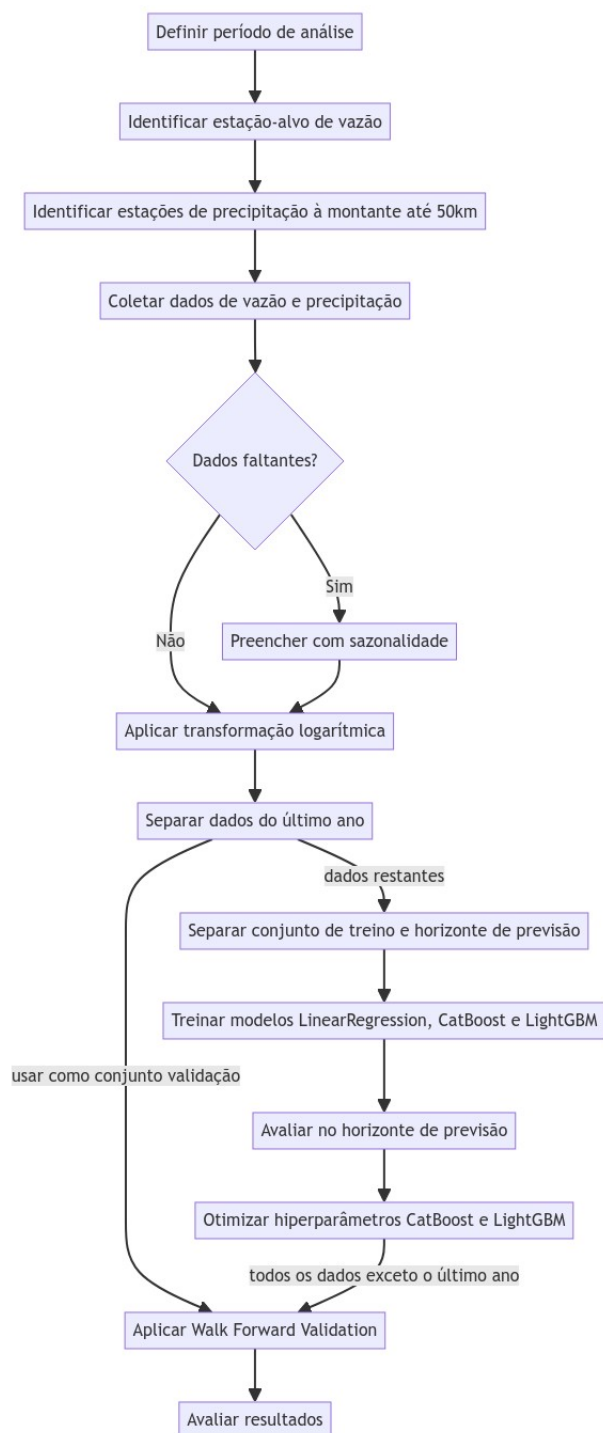 Definir período de análise
Identificar estação-alvo de vazão
Identificar estações de precipitação à montante até 50km
Coletar dados de vazão e precipitação
Dados faltantes?
Sim
Não
Preencher com sazonalidade
Aplicar transformação logarítmica
Separar dados do último ano
dados restantes
Separar conjunto de treino e horizonte de previsão
Treinar modelos LinearRegression, CatBoost e LightGBM
usar como conjunto validação
Avaliar no horizonte de previsão
Otimizar hiperparâmetros CatBoost e LightGBM
todos os dados exceto o último ano
Aplicar Walk Forward Validation
Avaliar resultados